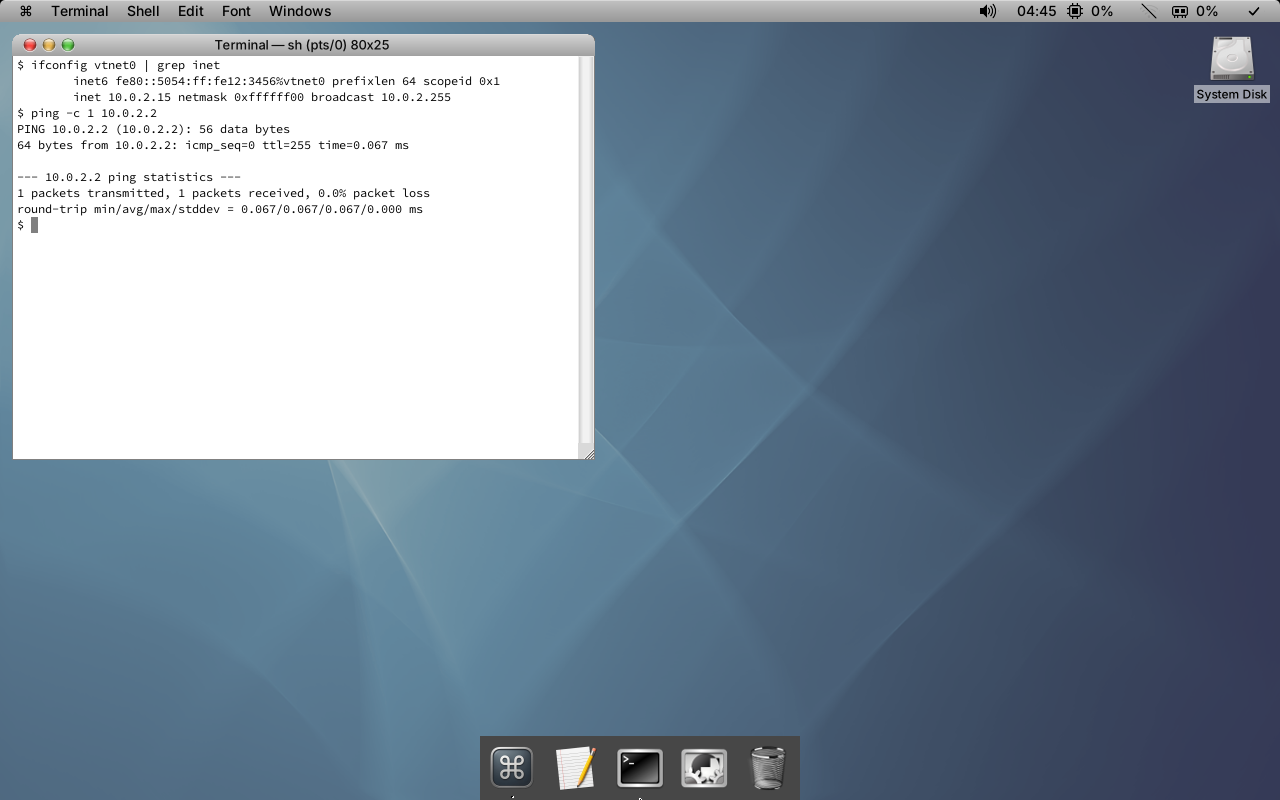 ⌘ Terminal Shell Edit Font Windows 04:45 0% 0%
Terminal — sh (pts/0) 80x25
$ ifconfig vtnet0 | grep inet
inet6 fe80::5054:ff:fe12:3456%vtnet0 prefixlen 64 scopeid 0x1
inet 10.0.2.15 netmask 0xffffff00 broadcast 10.0.2.255
$ ping -c 1 10.0.2.2
PING 10.0.2.2 (10.0.2.2): 56 data bytes
64 bytes from 10.0.2.2: icmp_seq=0 ttl=255 time=0.067 ms
--- 10.0.2.2 ping statistics ---
1 packets transmitted, 1 packets received, 0.0% packet loss
round-trip min/avg/max/stddev = 0.067/0.067/0.067/0.000 ms
$
System Disk